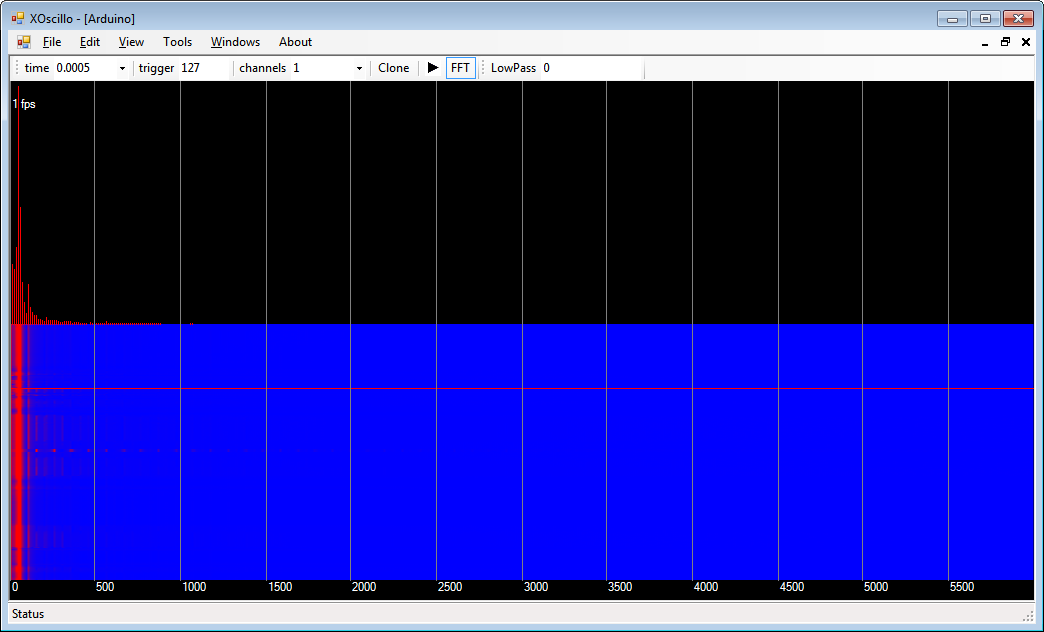 XOscillo - [Arduino]
File Edit View Tools Windows About
time 0.0005 trigger 127 channels 1 Clone FFT LowPass 0
1 fps
0 500 1000 1500 2000 2500 3000 3500 4000 4500 5000 5500
Status